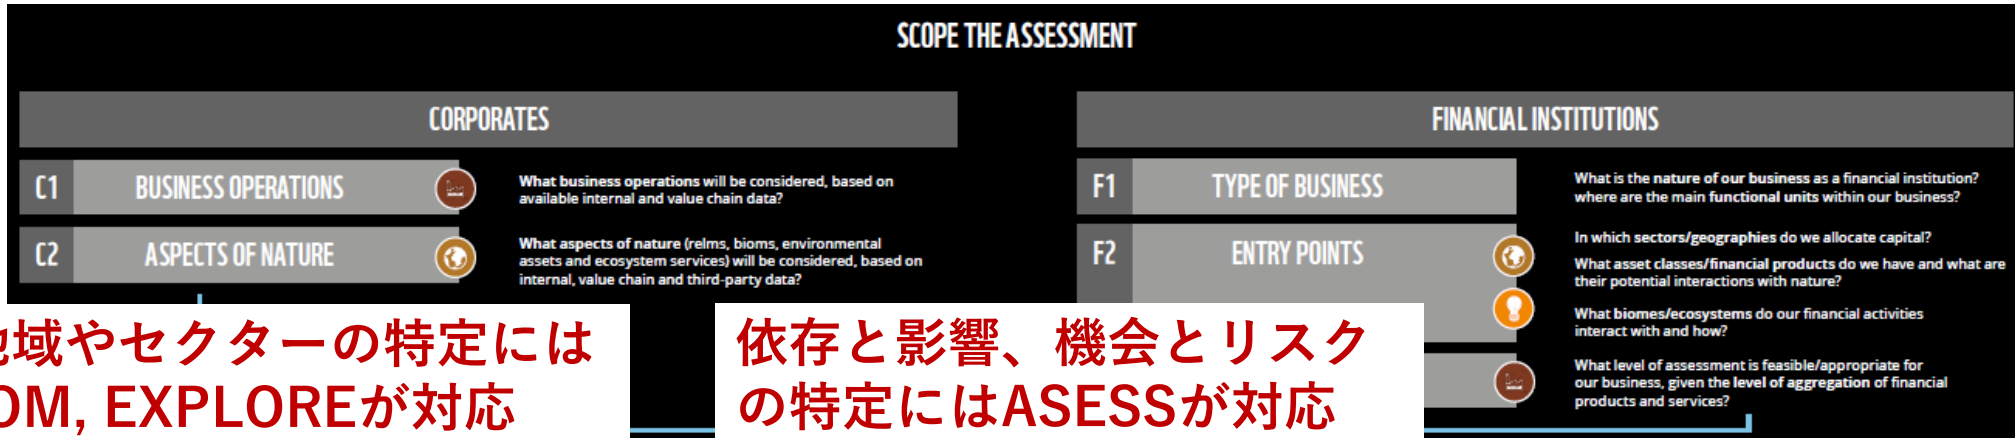 SCOPE THE ASSESSMENT
CORPORATES
C1
BUSINESS OPERATIONS
What business operations will be considered, based on
available internal and value chain data?
C2
ASPECTS OF NATURE
What aspects of nature (relms, bioms, environmental
assets and ecosystem services) will be considered, based on
internal, value chain and third-party data?
FINANCIAL INSTITUTIONS
F1
TYPE OF BUSINESS
What is the nature of our business as a financial institution?
where are the main functional units within our business?
F2
ENTRY POINTS
In which sectors/geographies do we allocate capital?
What asset classes/financial products do we have and what are
their potential interactions with nature?
What biomes/ecosystems do our financial activities
interact with and how?
What level of assessment is feasible/appropriate for
our business, given the level of aggregation of financial
products and services?
域やセクターの特定には
OM, EXPLOREが対応
依存と影響、機会とリスク
の特定にはASESSが対応